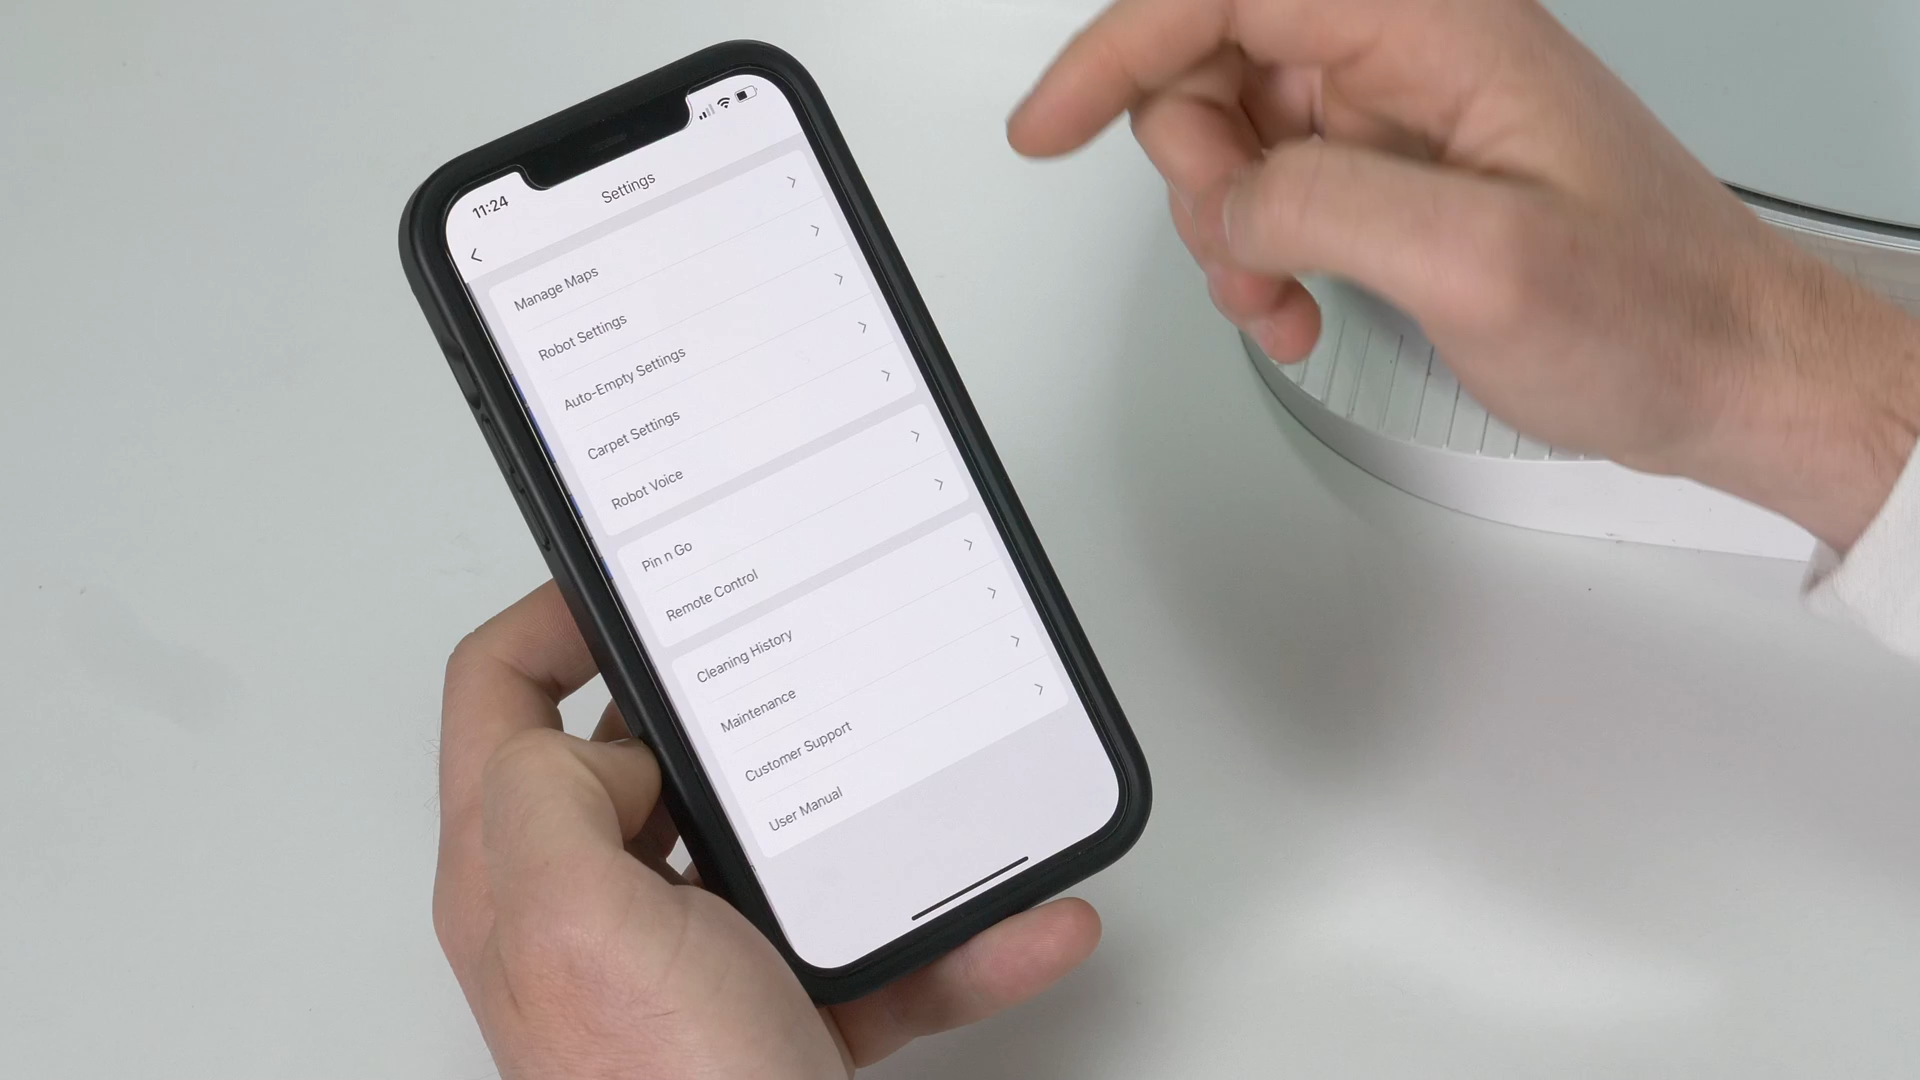 11:24
Settings
Manage Maps
Robot Settings
Auto-Empty Settings
Carpet Settings
Robot Voice
Pin n Go
Remote Control
Cleaning History
Maintenance
Customer Support
User Manual